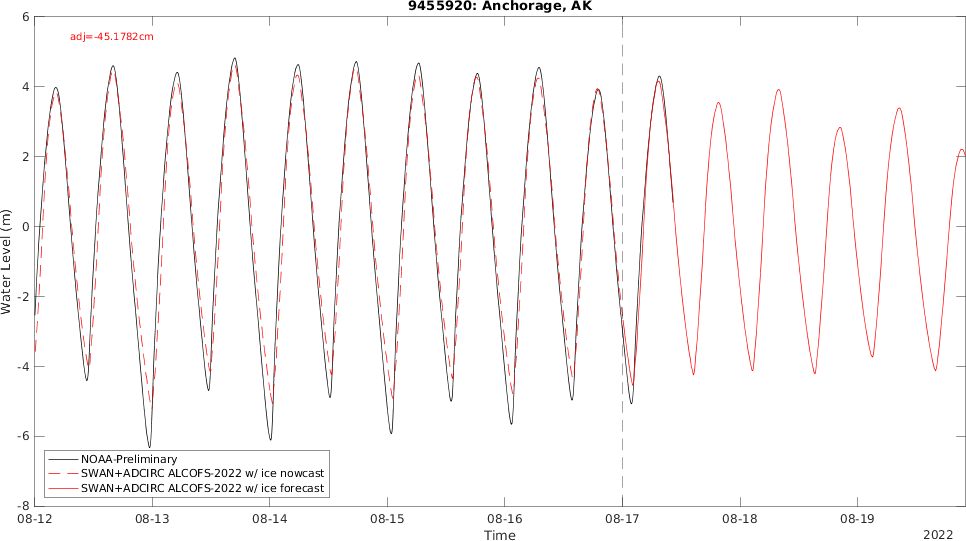 9455920: Anchorage, AK
adj=-45.1782cm
6
4
2
0
-2
-4
-6
-8
Water Level (m)
NOAA-Preliminary
SWAN+ADCIRC ALCOFS-2022 w/ ice nowcast
SWAN+ADCIRC ALCOFS-2022 w/ ice forecast
08-12 08-13 08-14 08-15 08-16 08-17 08-18 08-19
Time
2022